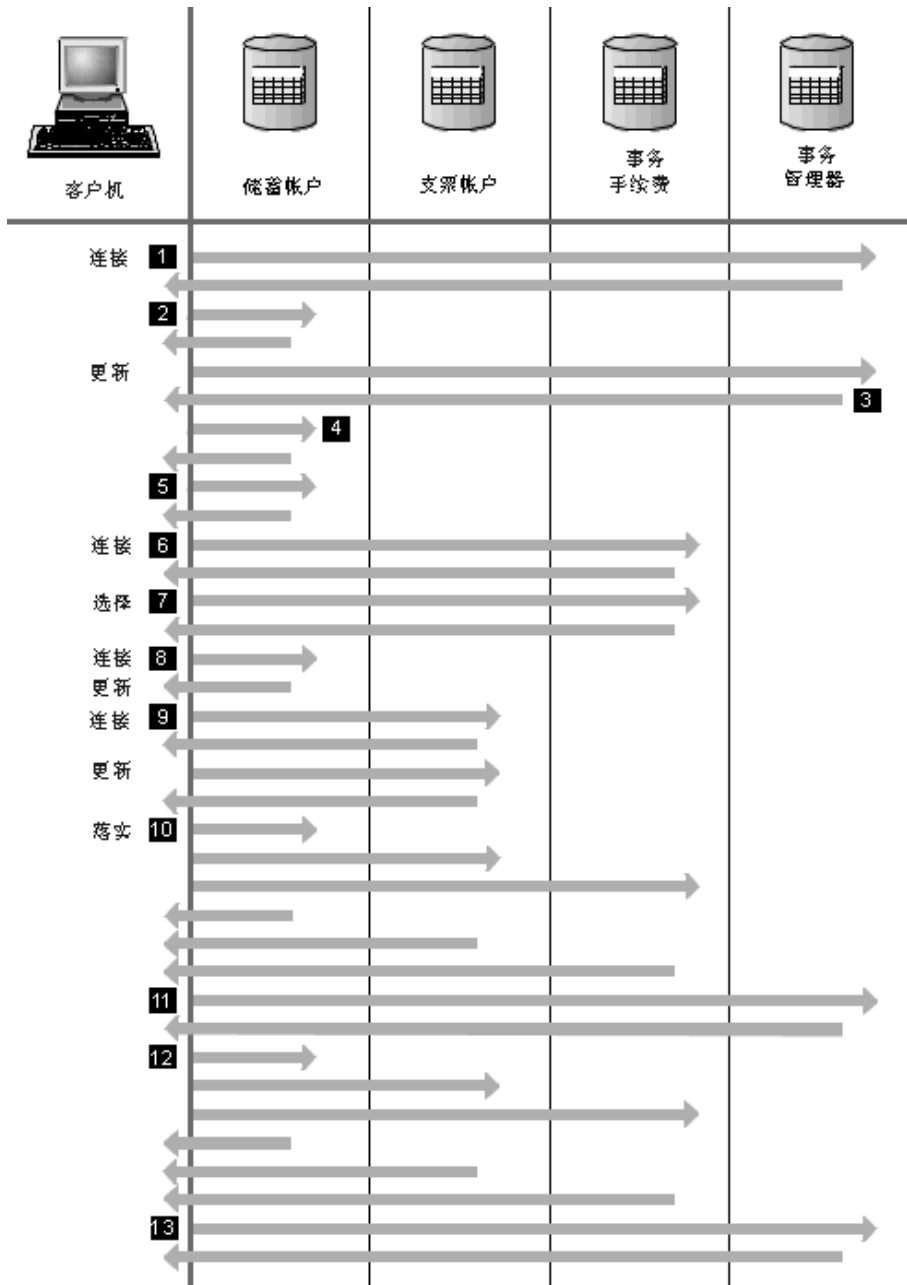 客户机
储蓄帐户
支票帐户
事务
手续费
事务
管理器
连接 1
2
更新
3
4
5
连接 6
选择 7
连接 8
更新
连接 9
更新
落实 10
11
12
13